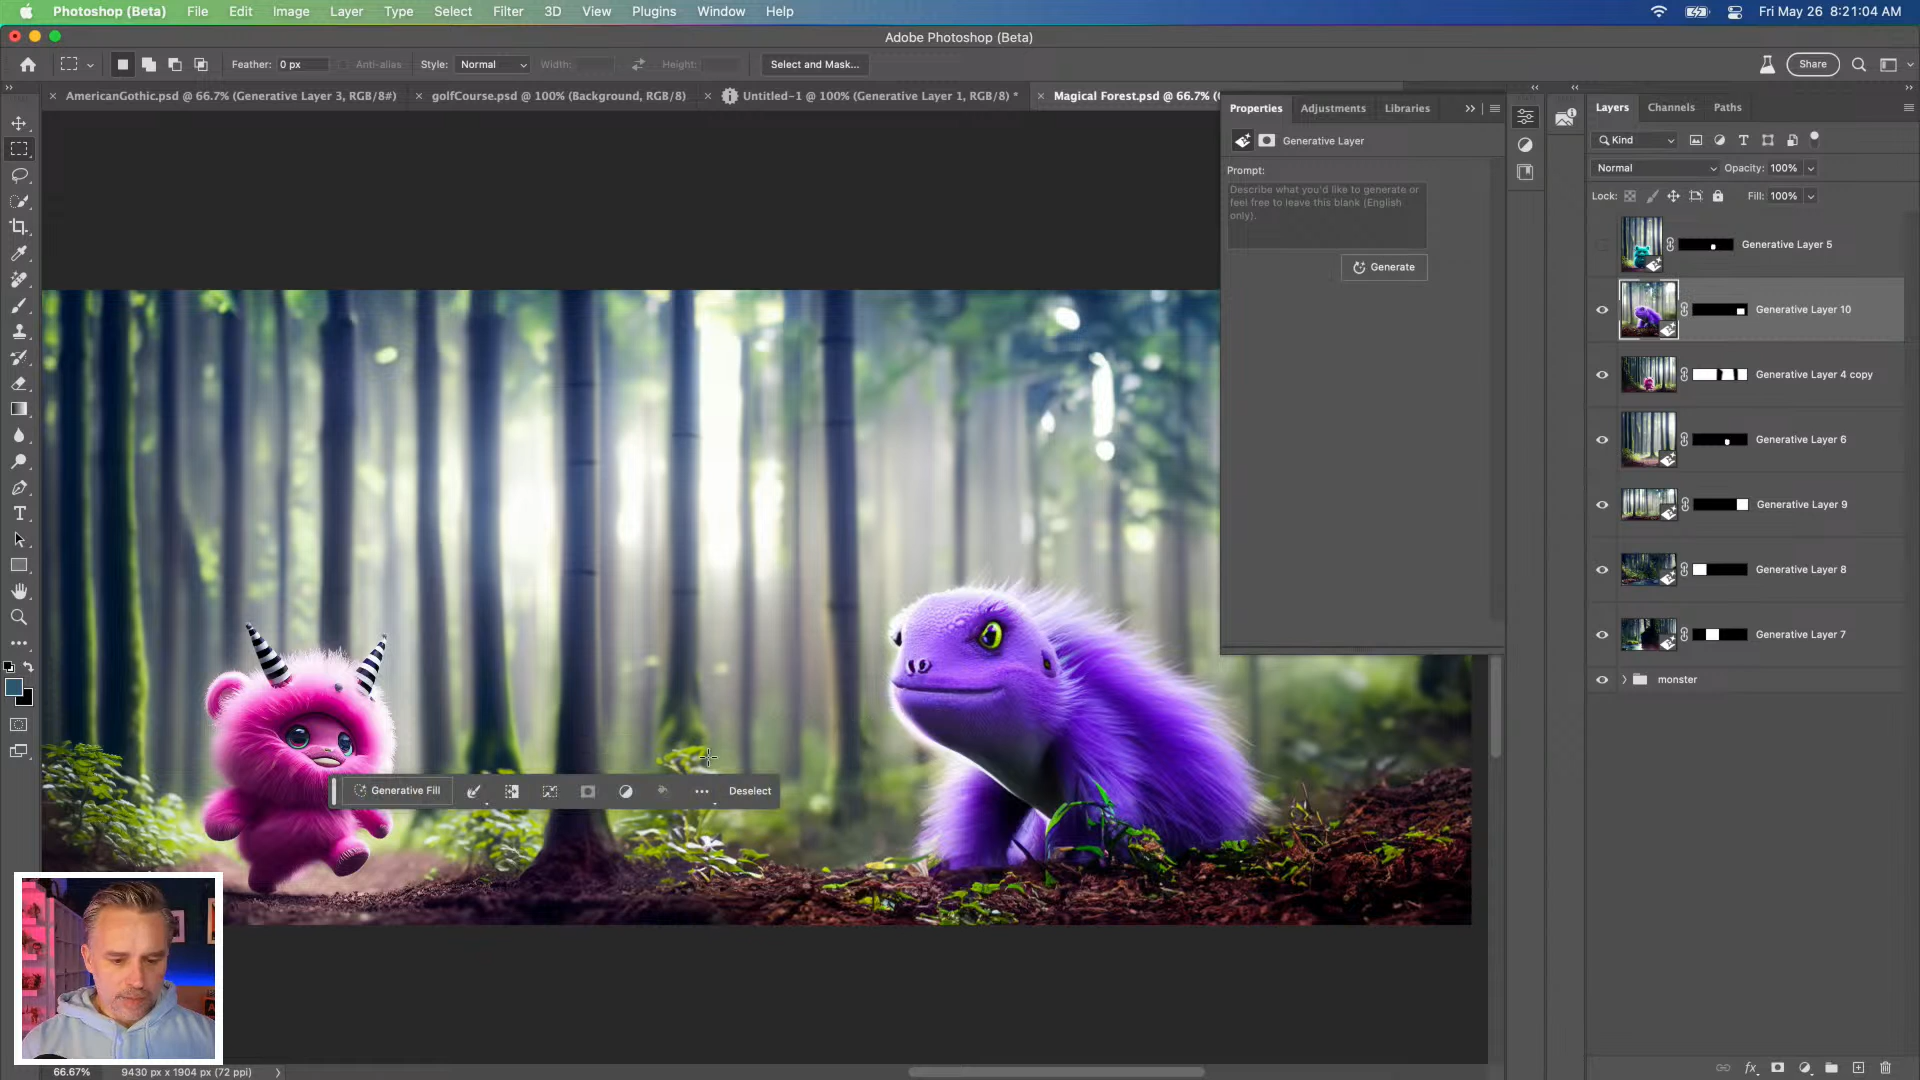 Photoshop (Beta) File Edit Image Layer Type Select Filter 3D View Plugins Window Help Fri May 26 8:21:04 AM
Adobe Photoshop (Beta)
Feather: 0 px Anti-alias Style: Normal Width: Height: Select and Mask... Share
AmericanGothic.psd @ 66.7% (Generative Layer 3, RGB/8#) golfCourse.psd @ 100% (Background, RGB/8) Untitled-1 @ 100% (Generative Layer 1, RGB/8) * Magical Forest.psd @ 66.7% (
Properties Adjustments Libraries
Generative Layer
Prompt:
Describe what you'd like to generate or
feel free to leave this blank (English
only).
Generate
Layers Channels Paths
Kind
Normal Opacity: 100%
Lock: Fill: 100%
Generative Layer 5
Generative Layer 10
Generative Layer 4 copy
Generative Layer 6
Generative Layer 9
Generative Layer 8
Generative Layer 7
monster
Generative Fill Deselect
66.67% 9430 px x 1904 px (72 ppi)